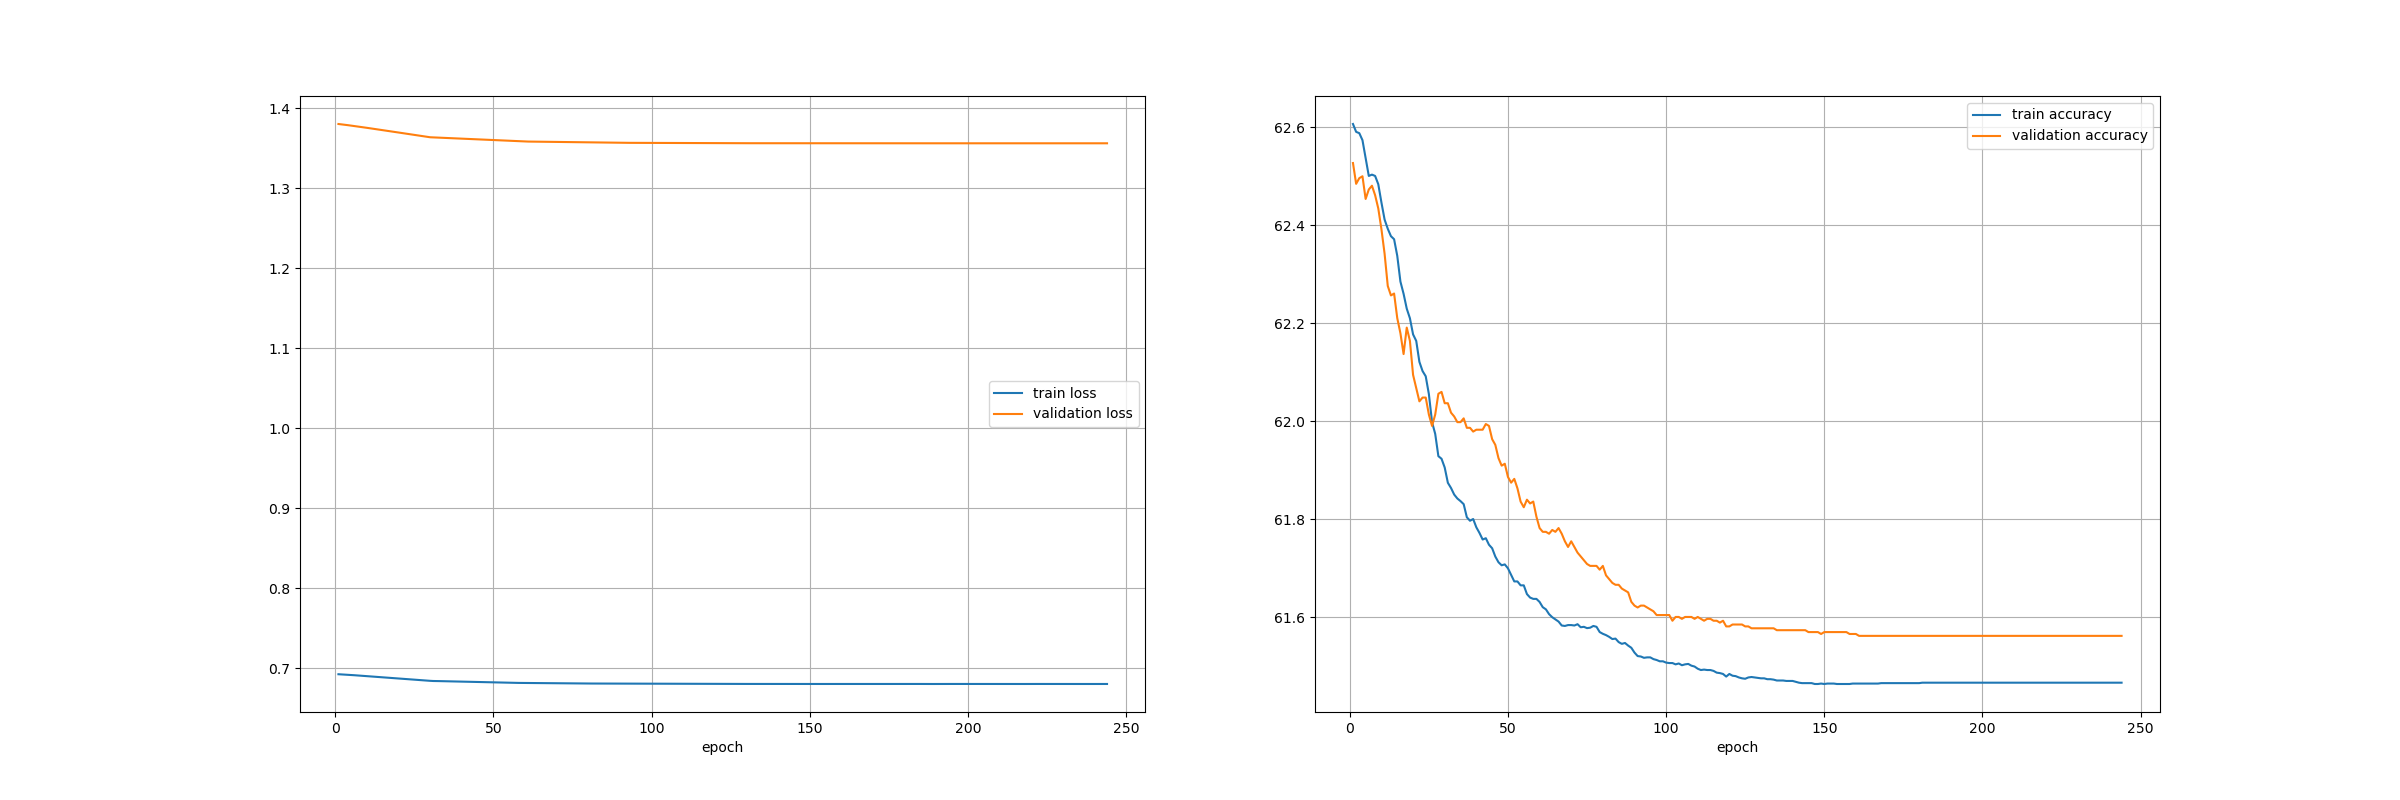 1.4
1.3
1.2
1.1
1.0
0.9
0.8
0.7
0 50 100 150 200 250
epoch
train loss
validation loss
62.6
62.4
62.2
62.0
61.8
61.6
0 50 100 150 200 250
epoch
train accuracy
validation accuracy